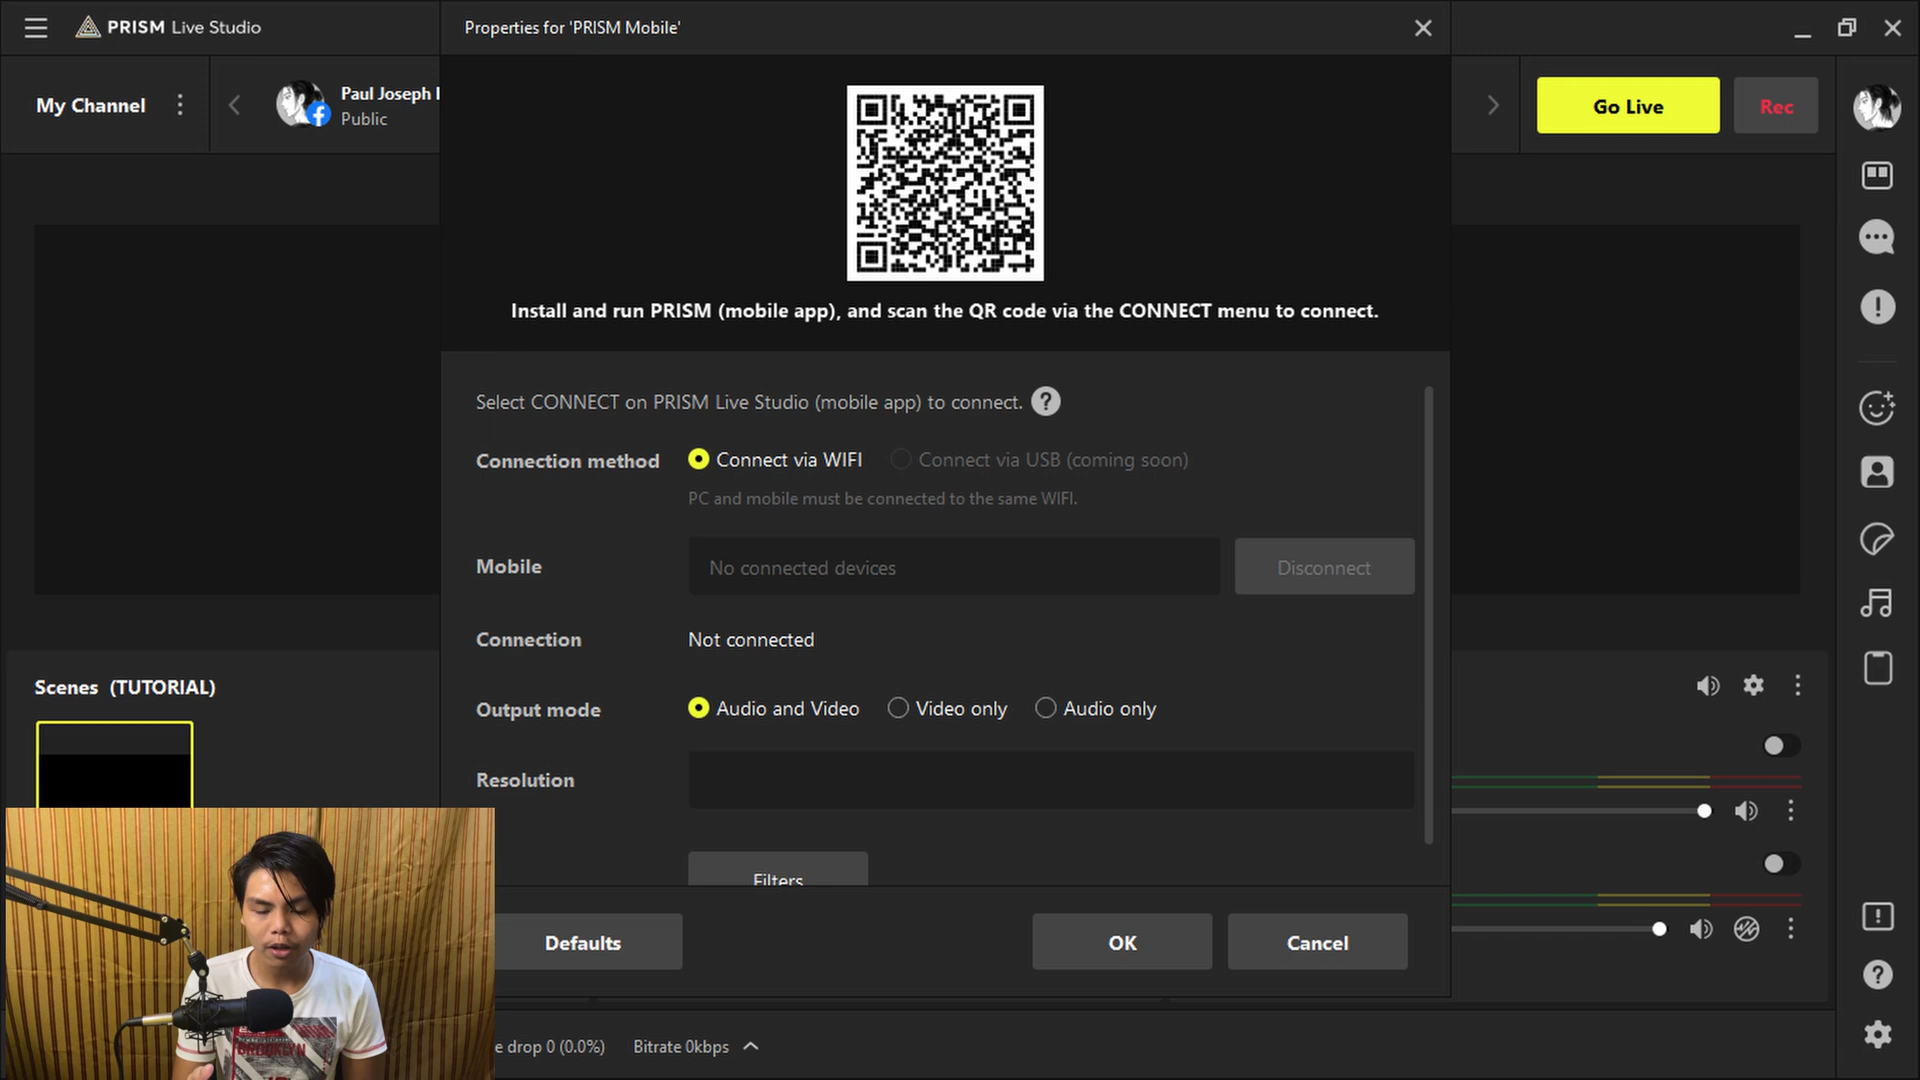 PRISM Live Studio
Properties for 'PRISM Mobile'
My Channel
Paul Joseph
Public
Go Live
Rec
Install and run PRISM (mobile app), and scan the QR code via the CONNECT menu to connect.
Select CONNECT on PRISM Live Studio (mobile app) to connect. ?
Connection method
Connect via WIFI
Connect via USB (coming soon)
PC and mobile must be connected to the same WIFI.
Mobile
No connected devices
Disconnect
Connection
Not connected
Scenes (TUTORIAL)
Output mode
Audio and Video
Video only
Audio only
Resolution
Filters
Defaults
OK
Cancel
BROOKLYN
e drop 0 (0.0%)
Bitrate 0kbps